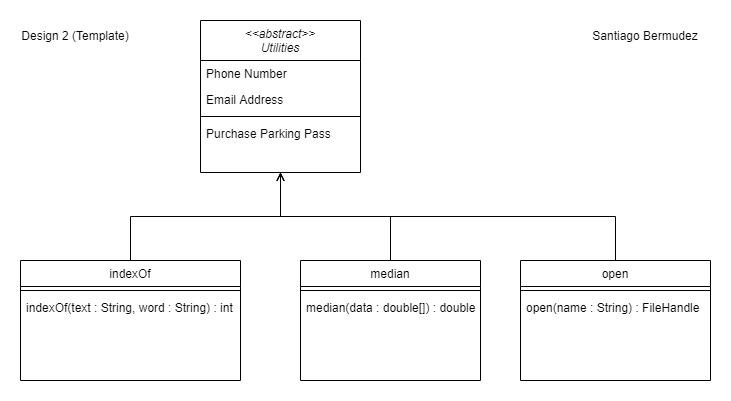 Design 2 (Template)
Santiago Bermudez
<<abstract>>
Utilities
Phone Number
Email Address
Purchase Parking Pass
indexOf
indexOf(text : String, word : String) : int
median
median(data : double[]) : double
open
open(name : String) : FileHandle